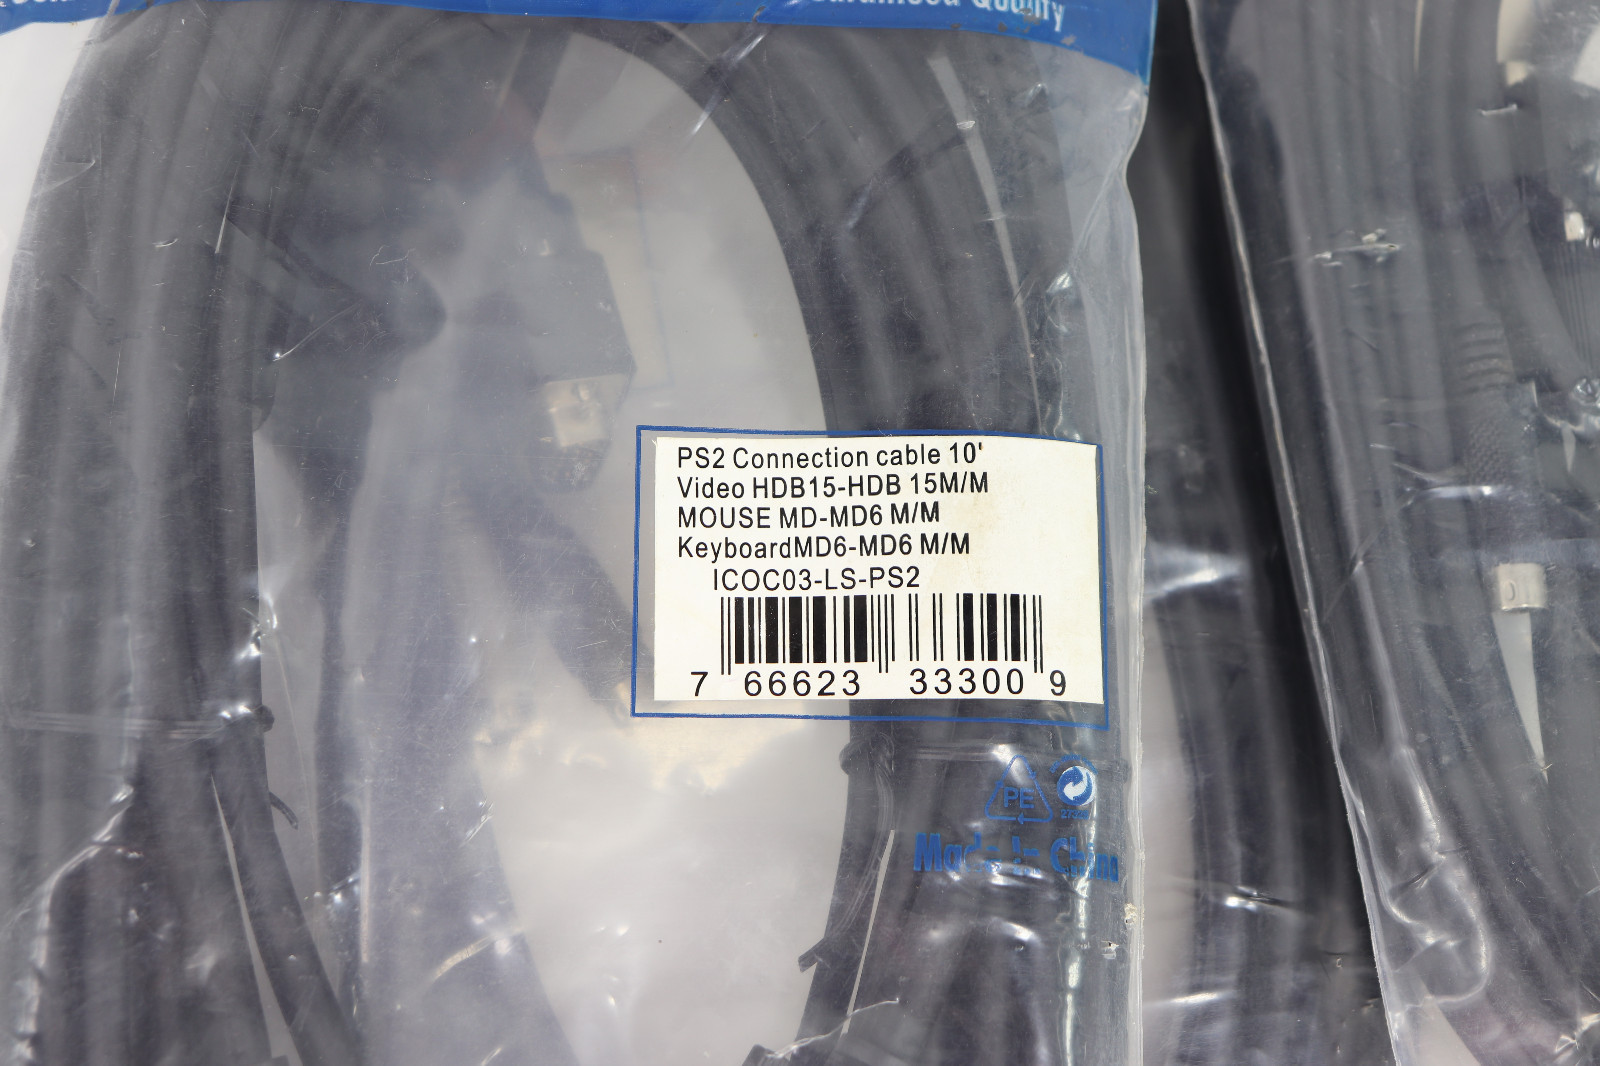 Quality
PS2 Connection cable 10'
Video HDB15-HDB 15M/M
MOUSE MD-MD6 M/M
KeyboardMD6-MD6 M/M
ICOC03-LS-PS2
7 66623 33300 9
PE
Made In China